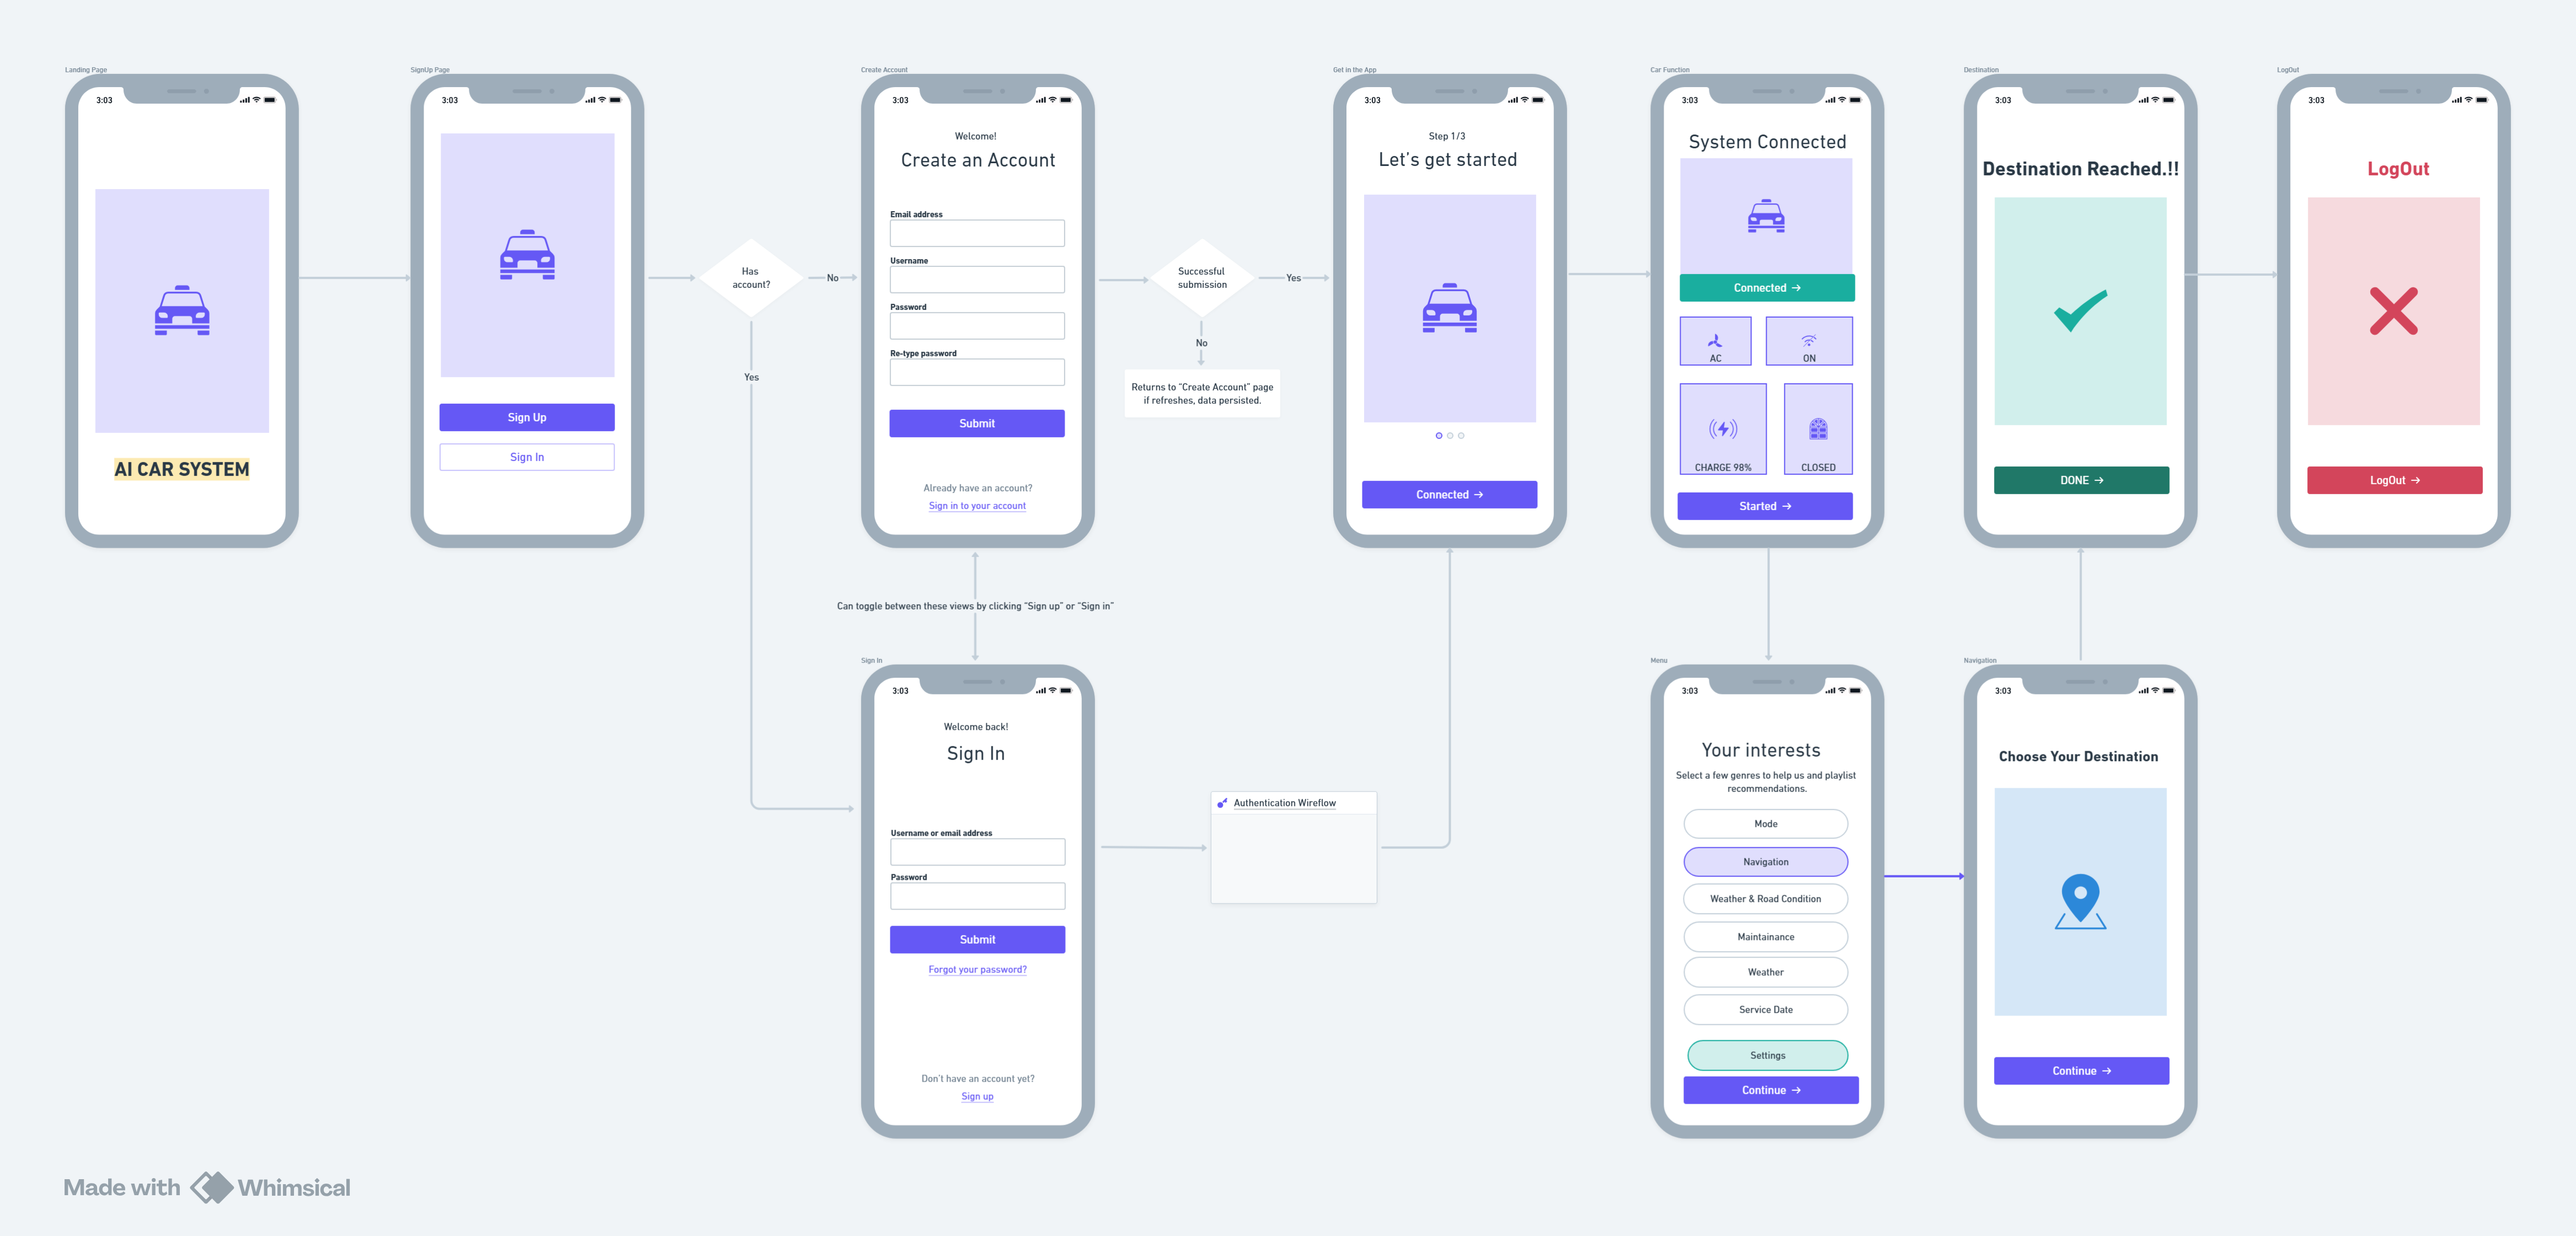 Landing Page
3:03
AI CAR SYSTEM
SignUp Page
3:03
Sign Up
Sign In
Has
account?
No
Yes
Create Account
3:03
Welcome!
Create an Account
Email address
Username
Password
Re-type password
Submit
Already have an account?
Sign in to your account
Successful
submission
Yes
No
Returns to "Create Account" page
if refreshes, data persisted.
Get in the App
3:03
Step 1/3
Let's get started
Connected →
Car Function
3:03
System Connected
Connected →
AC
ON
CHARGE 98%
CLOSED
Started →
Destination
3:03
Destination Reached.!!
DONE →
LogOut
3:03
LogOut
LogOut →
Can toggle between these views by clicking "Sign up" or "Sign in"
Sign In
3:03
Welcome back!
Sign In
Username or email address
Password
Submit
Forgot your password?
Don't have an account yet?
Sign up
Authentication Wireflow
Menu
3:03
Your interests
Select a few genres to help us and playlist
recommendations.
Mode
Navigation
Weather & Road Condition
Maintainance
Weather
Service Date
Settings
Continue →
Navigation
3:03
Choose Your Destination
Continue →
Made with Whimsical